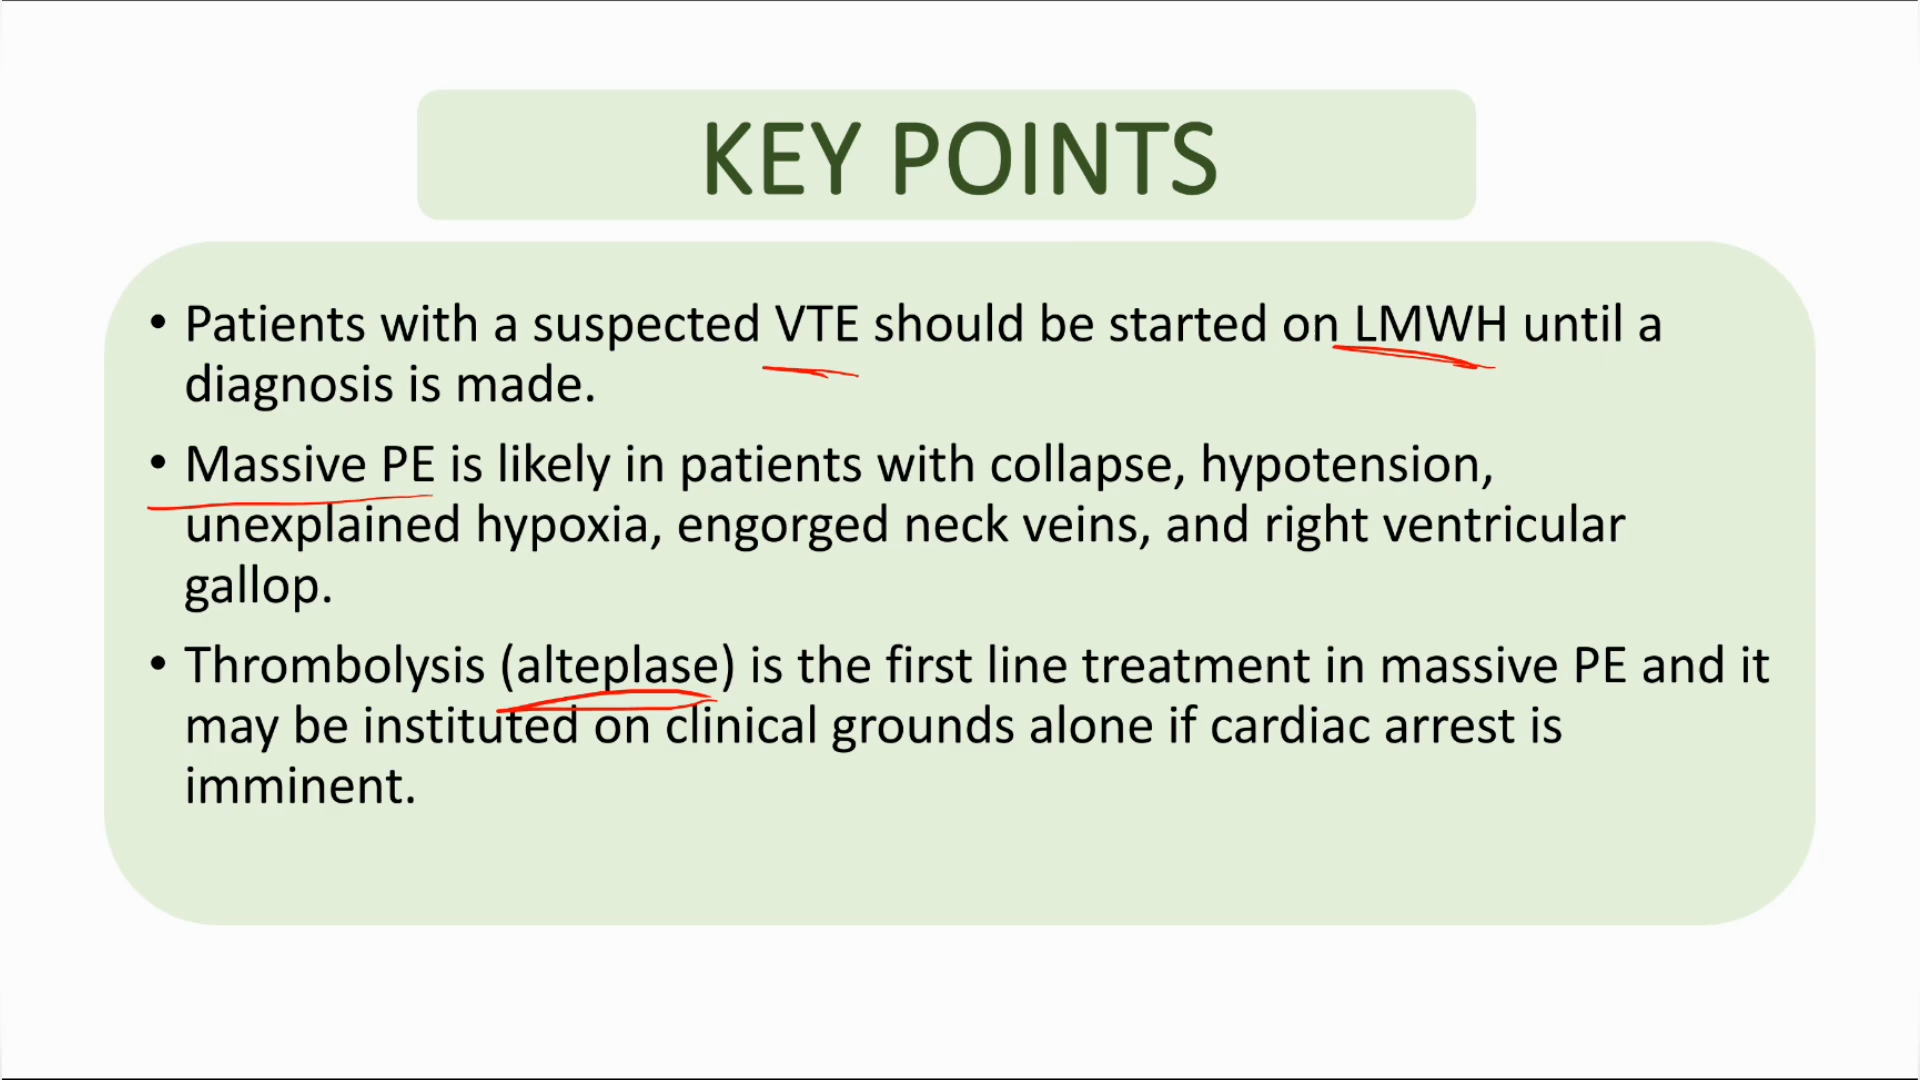 KEY POINTS
• Patients with a suspected VTE should be started on LMWH until a
diagnosis is made.
• Massive PE is likely in patients with collapse, hypotension,
unexplained hypoxia, engorged neck veins, and right ventricular
gallop.
• Thrombolysis (alteplase) is the first line treatment in massive PE and it
may be instituted on clinical grounds alone if cardiac arrest is
imminent.